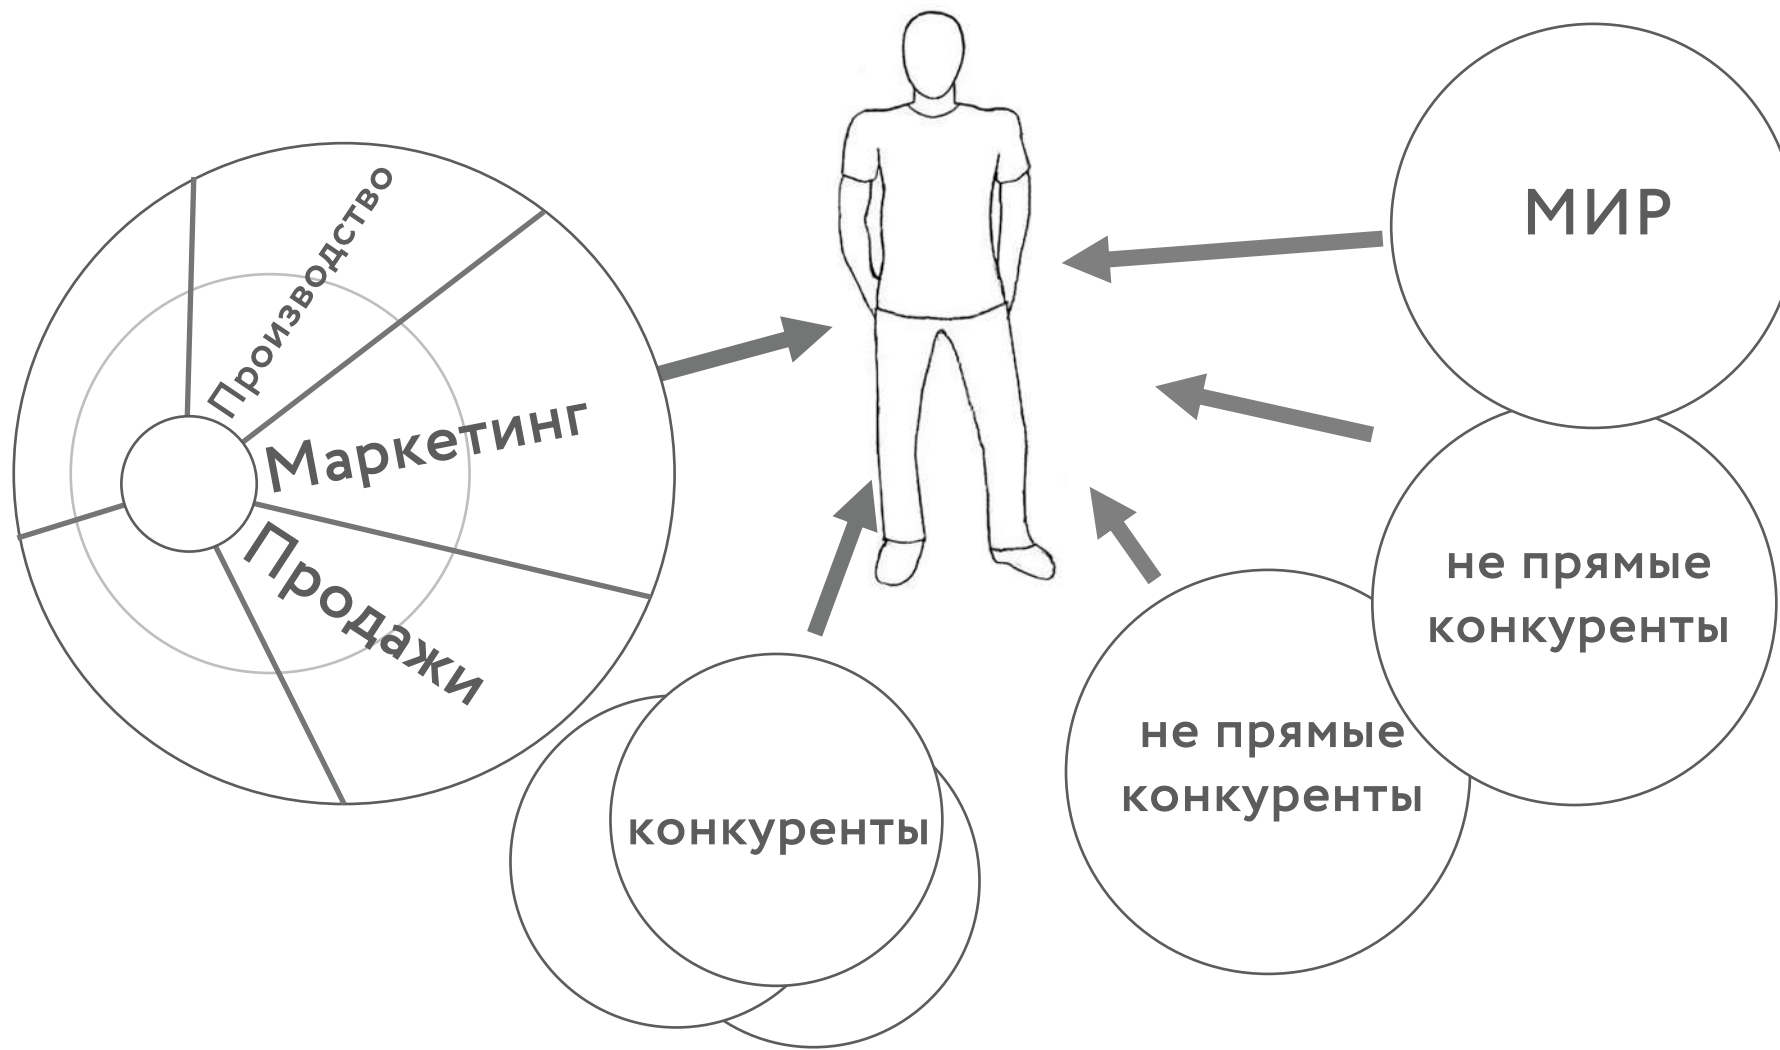 Производство
Маркетинг
Продажи
конкуренты
МИР
не прямые
конкуренты
не прямые
конкуренты